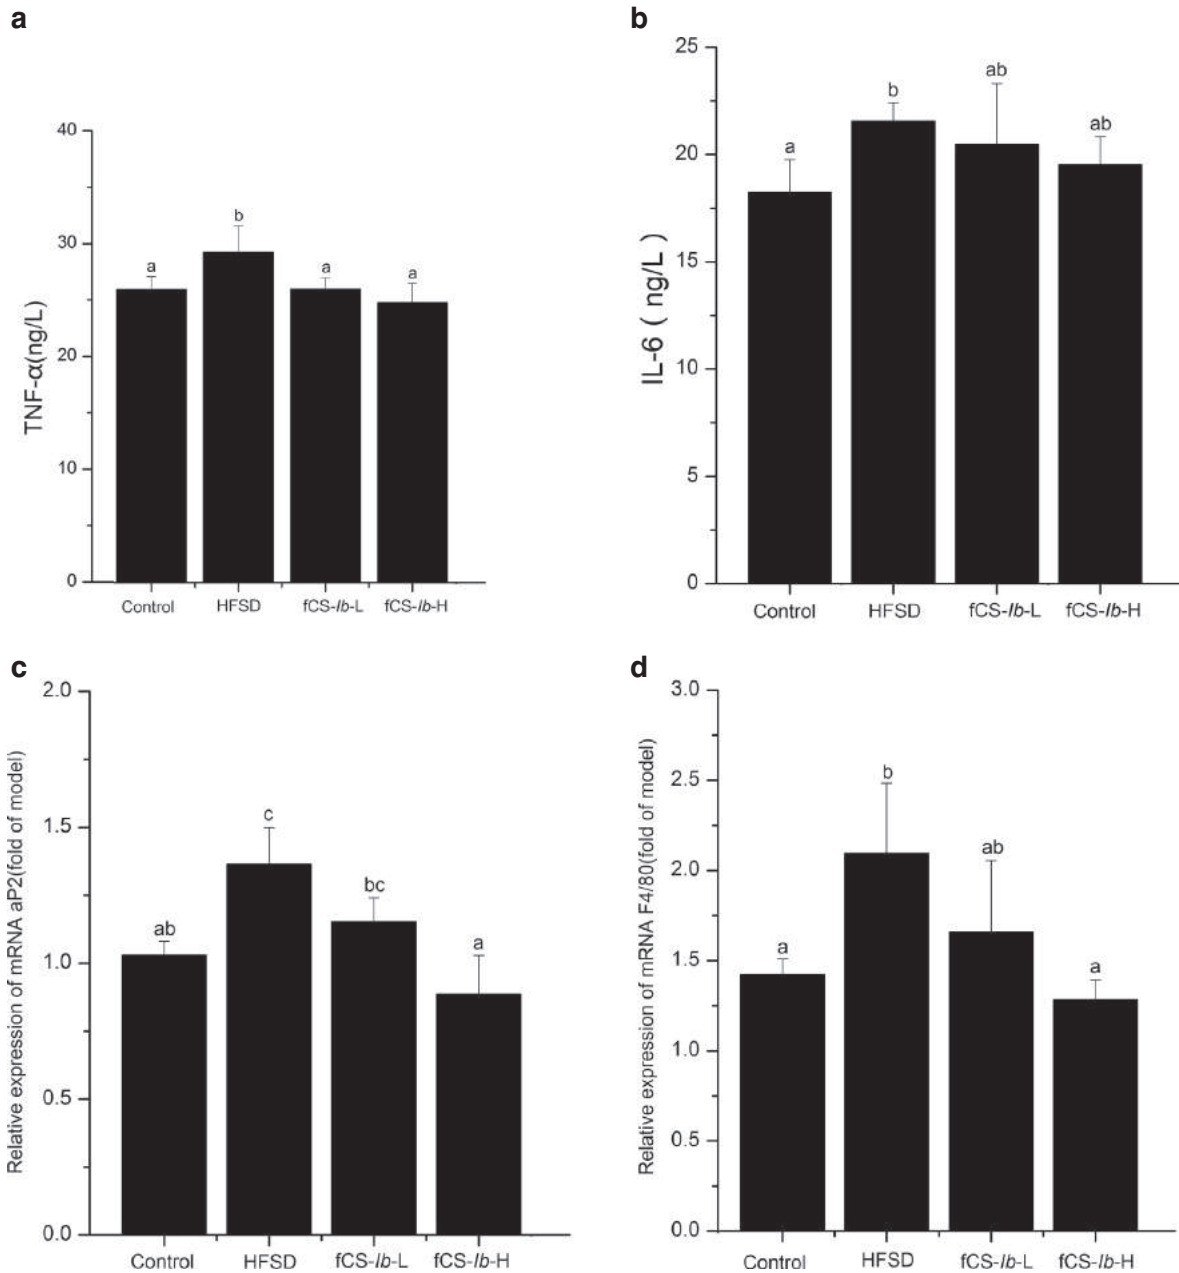 a
TNF-α(ng/L)
40
30
20
10
0
a
b
a
a
Control HFSD fCS-Ib-L fCS-Ib-H
b
IL-6 ( ng/L )
25
20
15
10
5
0
a
b
ab
ab
Control HFSD fCS-Ib-L fCS-Ib-H
c
Relative expression of mRNA aP2(fold of model)
2.0
1.5
1.0
0.5
0.0
ab
c
bc
a
Control HFSD fCS-Ib-L fCS-Ib-H
d
Relative expression of mRNA F4/80(fold of model)
3.0
2.5
2.0
1.5
1.0
0.5
0.0
a
b
ab
a
Control HFSD fCS-Ib-L fCS-Ib-H